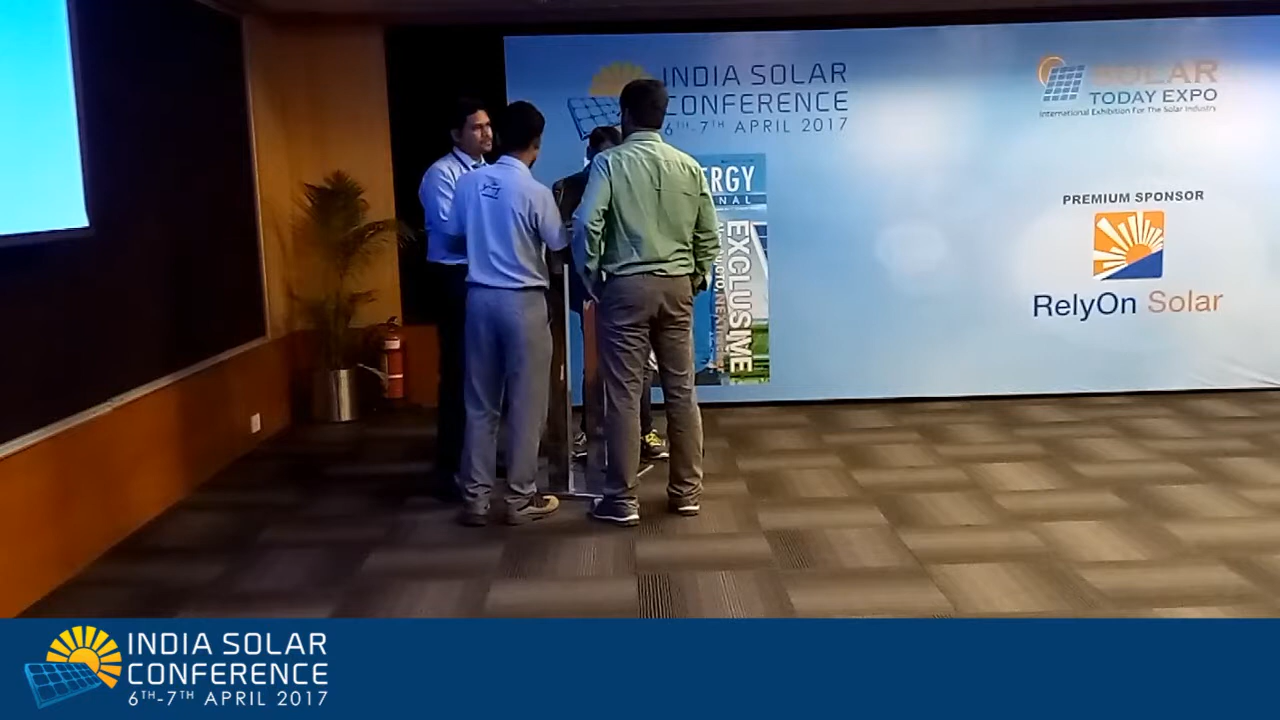 INDIA SOLAR
CONFERENCE
6TH-7TH APRIL 2017
SOLAR
TODAY EXPO
International Exhibition For The Solar Industry
PREMIUM SPONSOR
RelyOn Solar
ERGY
NAL
EXCLUSIVE
INDIA SOLAR
CONFERENCE
6TH-7TH APRIL 2017